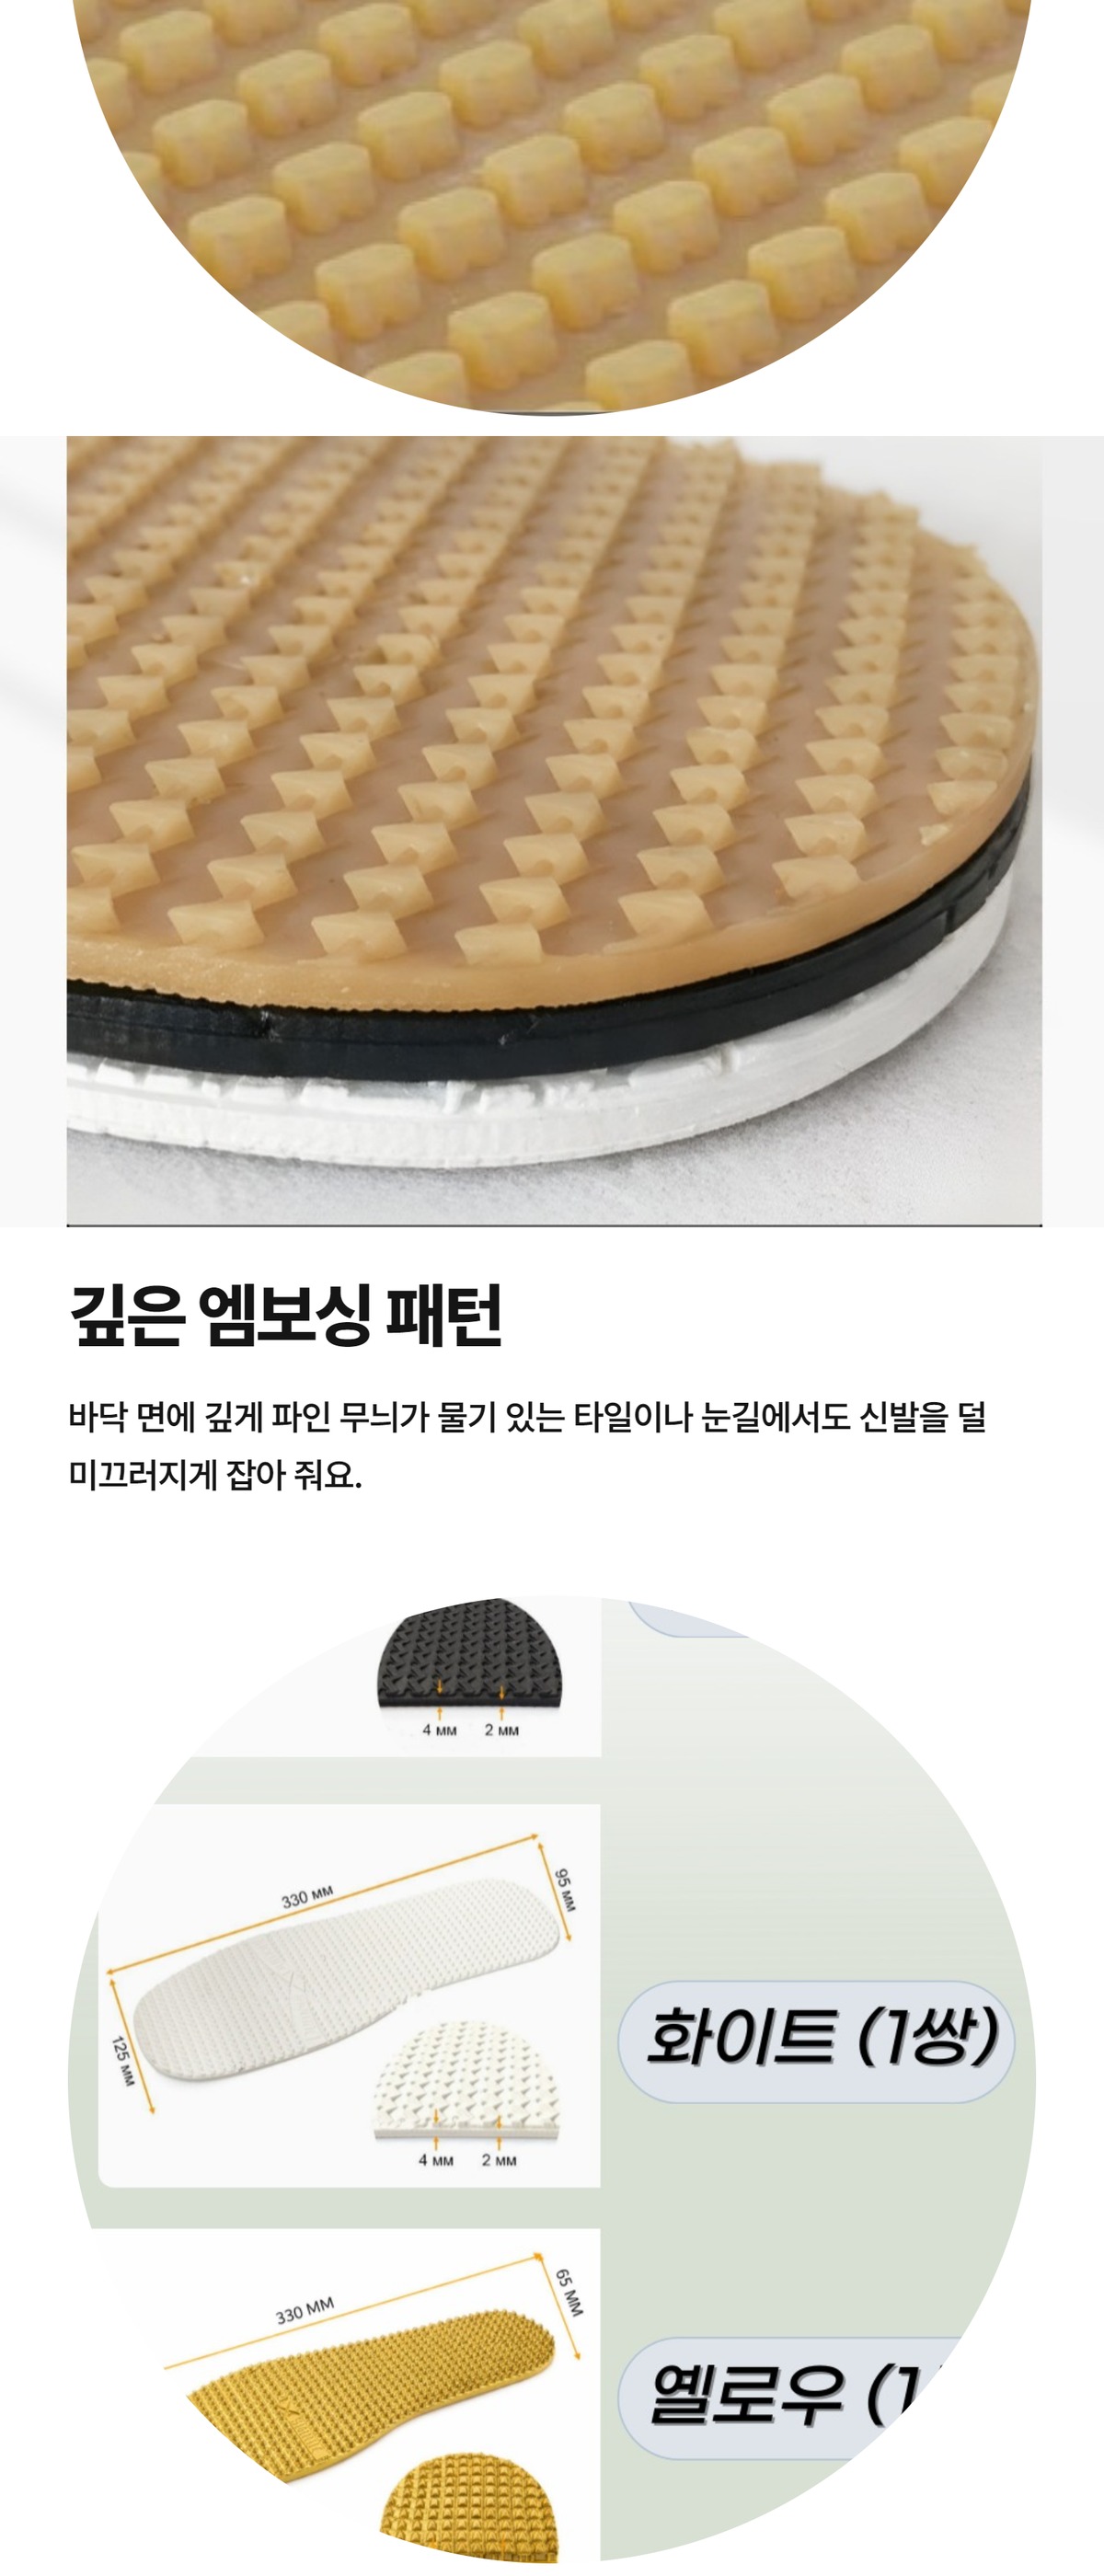 깊은 엠보싱 패턴
바닥 면에 깊게 파인 무늬가 물기 있는 타일이나 눈길에서도 신발을 덜
미끄러지게 잡아 줘요.
4 мм 2 мм
330 мм
95 мм
125 мм
화이트 (1쌍)
4 мм 2 мм
330 MM
65 MM
옐로우 (1